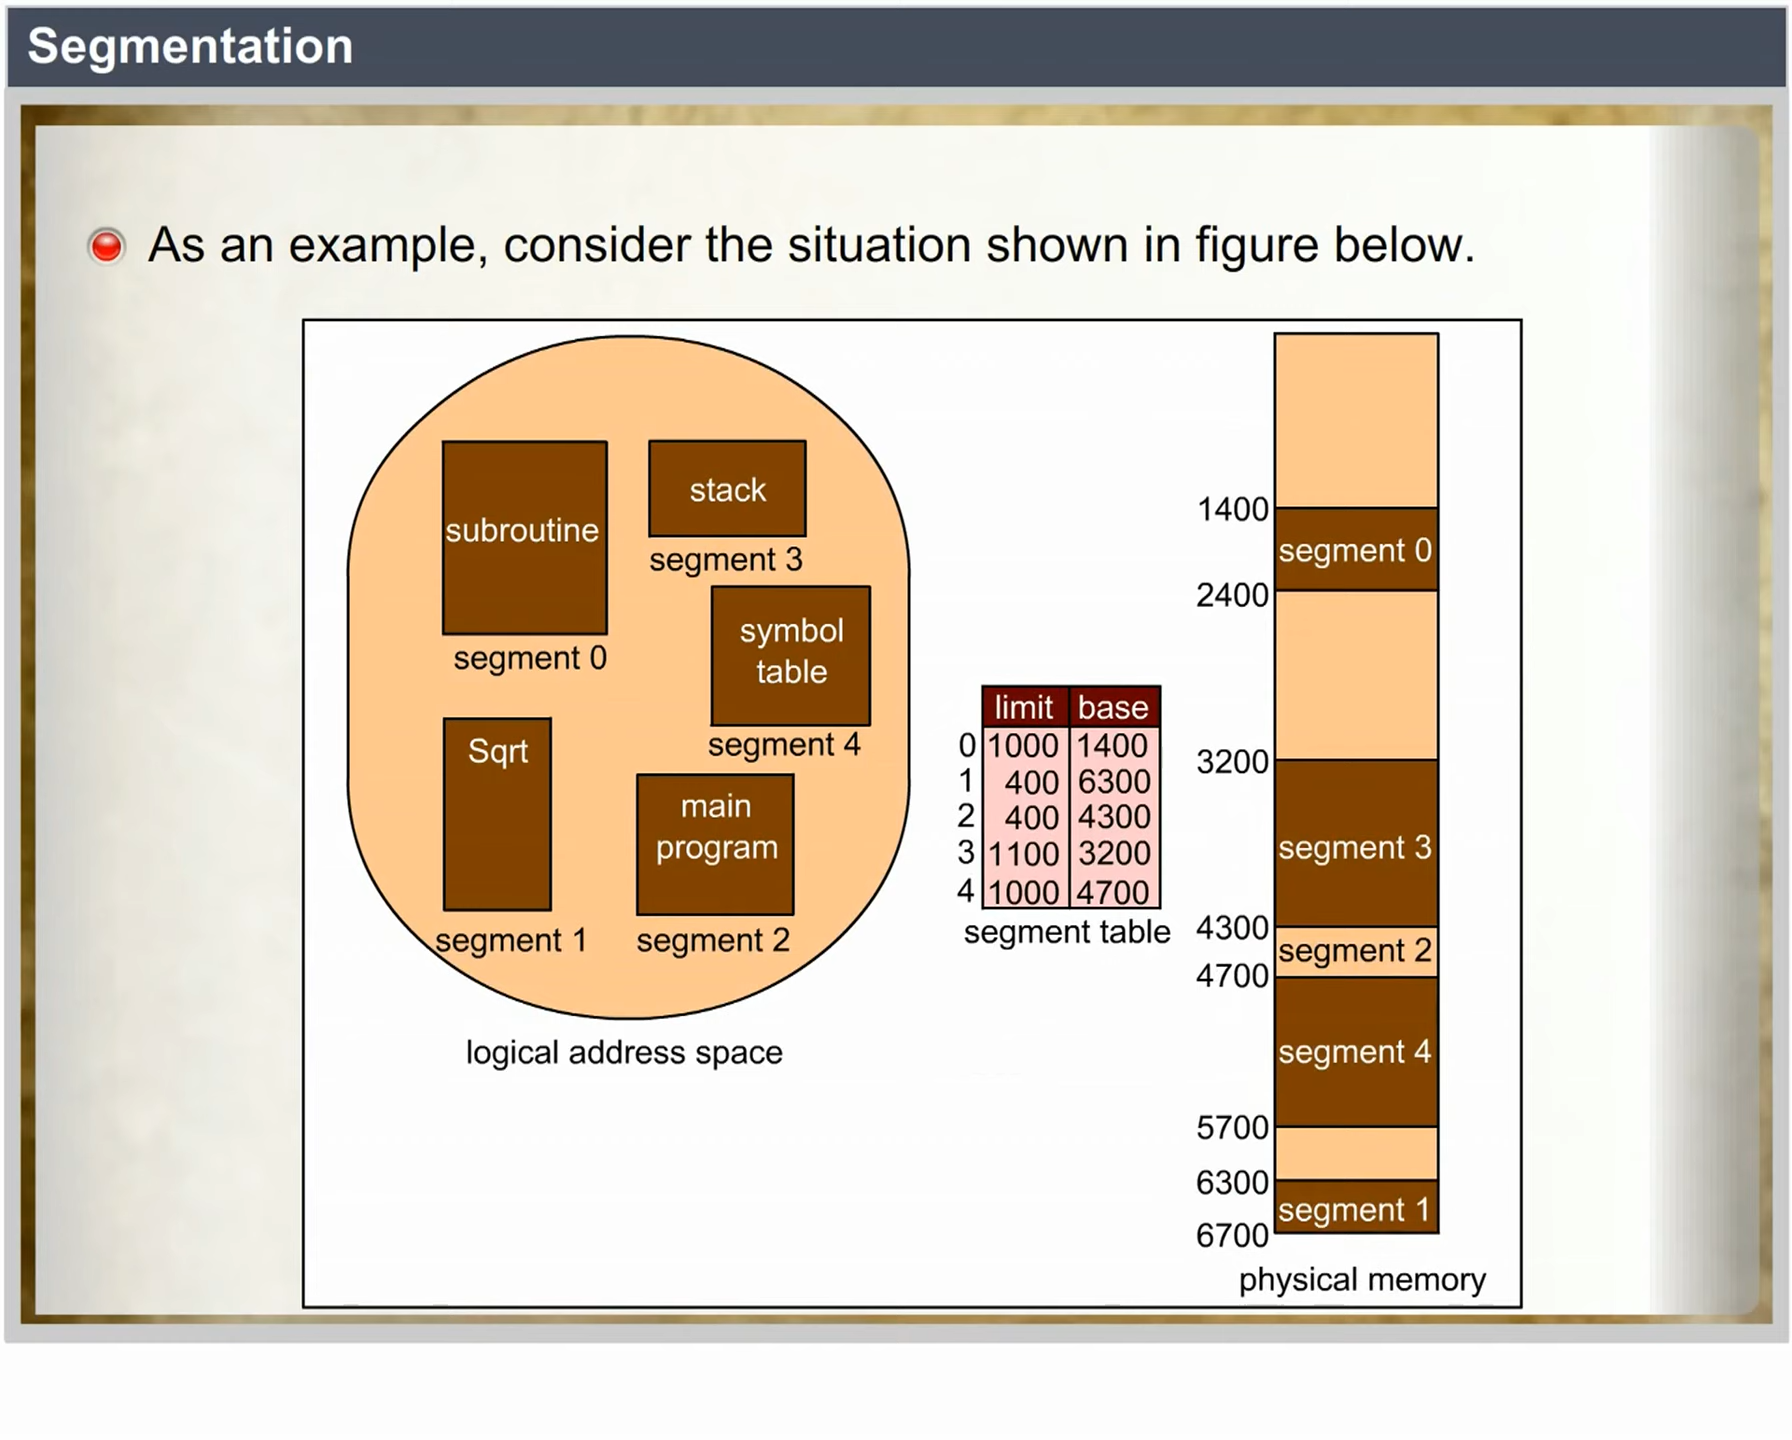 Segmentation
As an example, consider the situation shown in figure below.
subroutine
segment 0
stack
segment 3
symbol
table
segment 4
Sqrt
segment 1
main
program
segment 2
logical address space
limit base
0 1000 1400
1 400 6300
2 400 4300
3 1100 3200
4 1000 4700
segment table
1400
segment 0
2400
3200
segment 3
4300
segment 2
4700
segment 4
5700
6300
segment 1
6700
physical memory